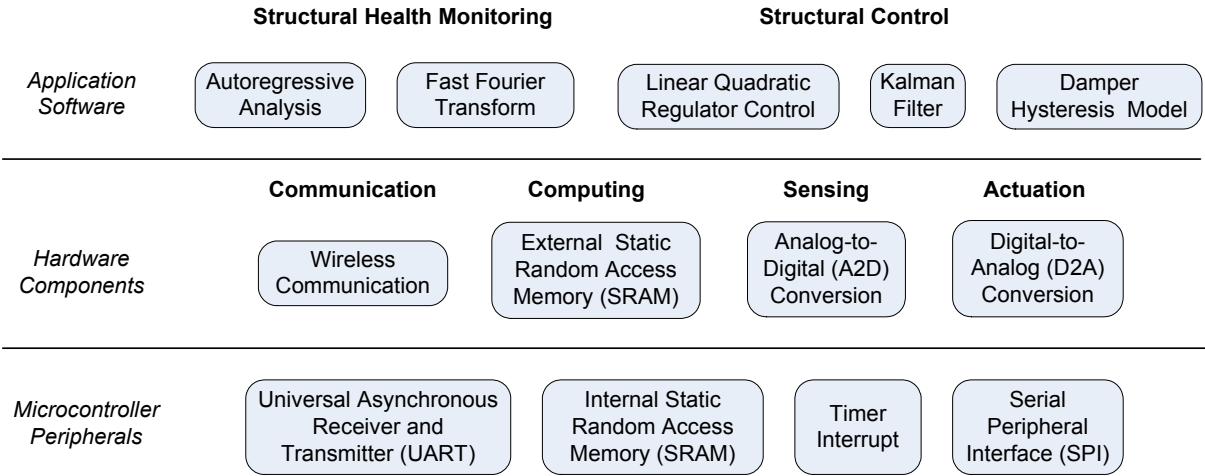 Structural Health Monitoring
Structural Control
Application
Software
Autoregressive
Analysis
Fast Fourier
Transform
Linear Quadratic
Regulator Control
Kalman
Filter
Damper
Hysteresis Model
Communication
Computing
Sensing
Actuation
Hardware
Components
Wireless
Communication
External Static
Random Access
Memory (SRAM)
Analog-to-
Digital (A2D)
Conversion
Digital-to-
Analog (D2A)
Conversion
Microcontroller
Peripherals
Universal Asynchronous
Receiver and
Transmitter (UART)
Internal Static
Random Access
Memory (SRAM)
Timer
Interrupt
Serial
Peripheral
Interface (SPI)